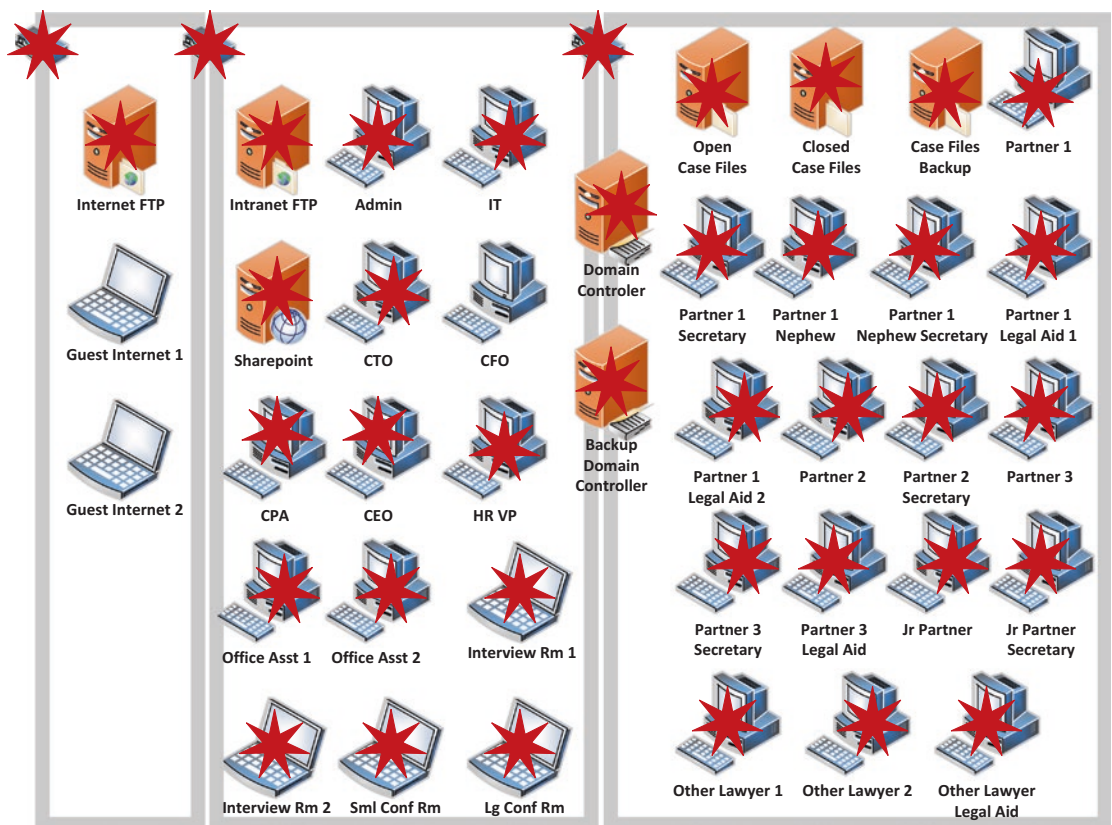 Internet FTP
Guest Internet 1
Guest Internet 2
Intranet FTP
Admin
IT
Sharepoint
CTO
CFO
CPA
CEO
HR VP
Office Asst 1
Office Asst 2
Interview Rm 1
Interview Rm 2
Sml Conf Rm
Lg Conf Rm
Domain
Controler
Backup
Domain
Controller
Open
Case Files
Closed
Case Files
Case Files
Backup
Partner 1
Partner 1
Secretary
Partner 1
Nephew
Partner 1
Nephew Secretary
Partner 1
Legal Aid 1
Partner 1
Legal Aid 2
Partner 2
Partner 2
Secretary
Partner 3
Partner 3
Secretary
Partner 3
Legal Aid
Jr Partner
Jr Partner
Secretary
Other Lawyer 1
Other Lawyer 2
Other Lawyer
Legal Aid